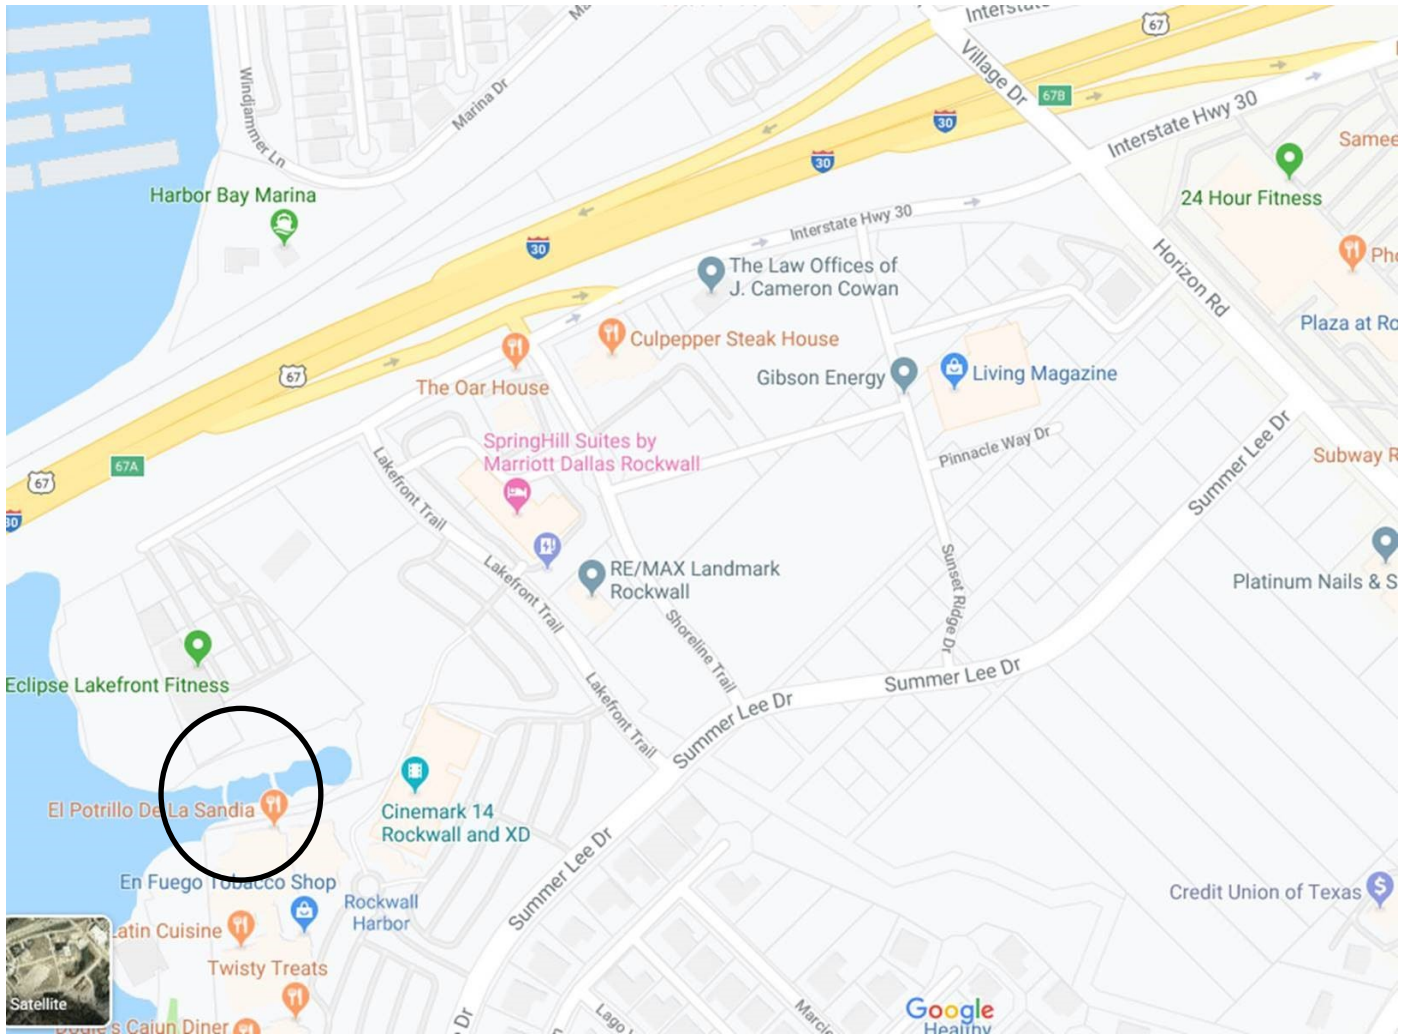 Interstate
67
Village Dr
67B
Windjammer Ln
Marina Dr
30
Interstate Hwy 30
30
Samee
24 Hour Fitness
Harbor Bay Marina
Interstate Hwy 30
30
Horizon Rd
The Law Offices of
J. Cameron Cowan
Plaza at Ro
Culpepper Steak House
Gibson Energy
Living Magazine
67
The Oar House
SpringHill Suites by
Marriott Dallas Rockwall
Pinnacle Way Dr
Summer Lee Dr
Subway R
67A
67
30
Lakefront Trail
RE/MAX Landmark
Rockwall
Lakefront Trail
Sunset Ridge Dr
Platinum Nails & S
Shoreline Trail
Eclipse Lakefront Fitness
Lakefront Trail
Summer Lee Dr
Summer Lee Dr
El Potrillo De La Sandia
Cinemark 14
Rockwall and XD
Summer Lee Dr
En Fuego Tobacco Shop
Rockwall
Harbor
Credit Union of Texas
Latin Cuisine
Twisty Treats
Satellite
Google
Healthy
Lago
Marcie
Dr
Cajun Diner